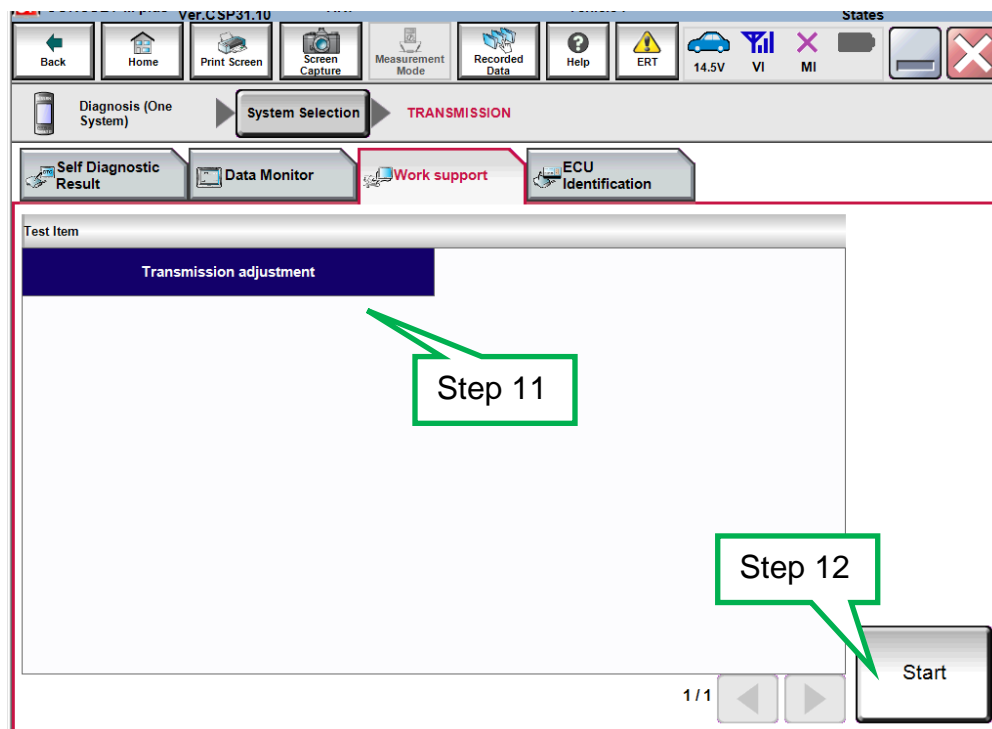 Ver.CSP31.10
States
Back
Home
Print Screen
Screen
Capture
Measurement
Mode
Recorded
Data
Help
ERT
14.5V
VI
MI
Diagnosis (One
System)
System Selection
TRANSMISSION
Self Diagnostic
Result
Data Monitor
Work support
ECU
Identification
Test Item
Transmission adjustment
Step 11
Step 12
Start
1/1